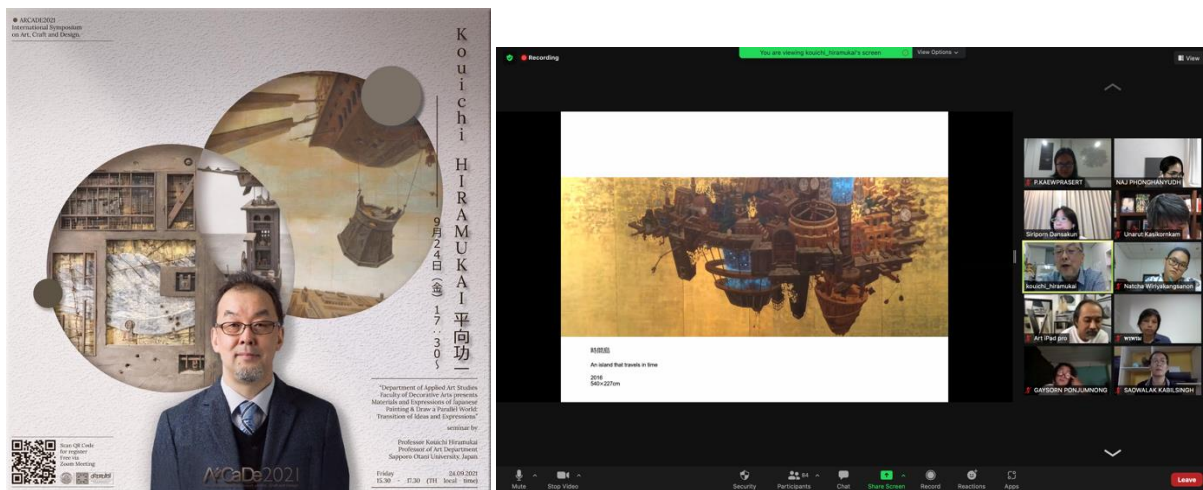 ARCADE2021
International Symposium
on Art, Craft and Design.
Kouichi HIRAMUKAI 平向功一
9月24日（金）17:30~
"Department of Applied Art Studies
Faculty of Decorative Arts presents
Materials and Expressions of Japanese
Painting & Draw a Parallel World:
Transition of Ideas and Expressions"
seminar by
Professor Kouichi Hiramukai
Professor of Art Department
Sapporo Otani University, Japan
Friday 24.09.2021
15.30 - 17.30 (TH local time)
Scan QR Code
for register
Free via
Zoom Meeting
ARCaDe2021
Recording
You are viewing kouichi_hiramukai's screen
View Options
View
An island that travels in time
2016
540×227cm
P.KAEWPRASERT
NAJ PHONGHANYUDH
Siriporn Dansakun
Unarut Kasikornkam
kouichi_hiramukai
Natcha Wiriyakangsanon
Art iPad pro
GAYSORN PONJUMNONG
SAOWALAK KABILSINGH
Mute
Stop Video
Security
Participants
64
Chat
Share Screen
Record
Reactions
Apps
Leave